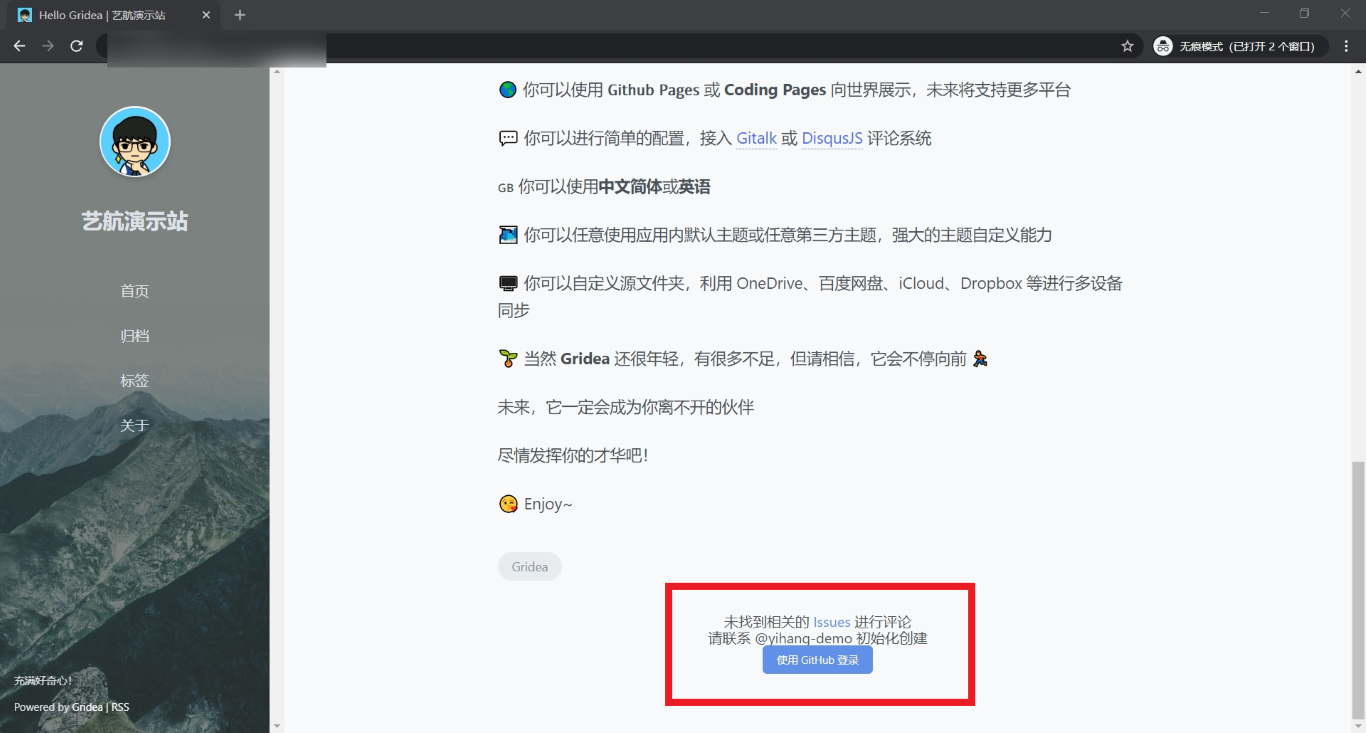 Hello Gridea | 艺航演示站
无痕模式（已打开 2 个窗口）
艺航演示站
首页
归档
标签
关于
充满好奇心！
Powered by Gridea | RSS
🌏 你可以使用 Github Pages 或 Coding Pages 向世界展示，未来将支持更多平台
💬 你可以进行简单的配置，接入 Gitalk 或 DisqusJS 评论系统
GB 你可以使用中文简体或英语
你可以任意使用应用内默认主题或任意第三方主题，强大的主题自定义能力
🖥 你可以自定义源文件夹，利用 OneDrive、百度网盘、iCloud、Dropbox 等进行多设备
同步
🌱 当然 Gridea 还很年轻，有很多不足，但请相信，它会不停向前 🏃
未来，它一定会成为你离不开的伙伴
尽情发挥你的才华吧！
😘 Enjoy~
Gridea
未找到相关的 Issues 进行评论
请联系 @yihang-demo 初始化创建
使用 GitHub 登录